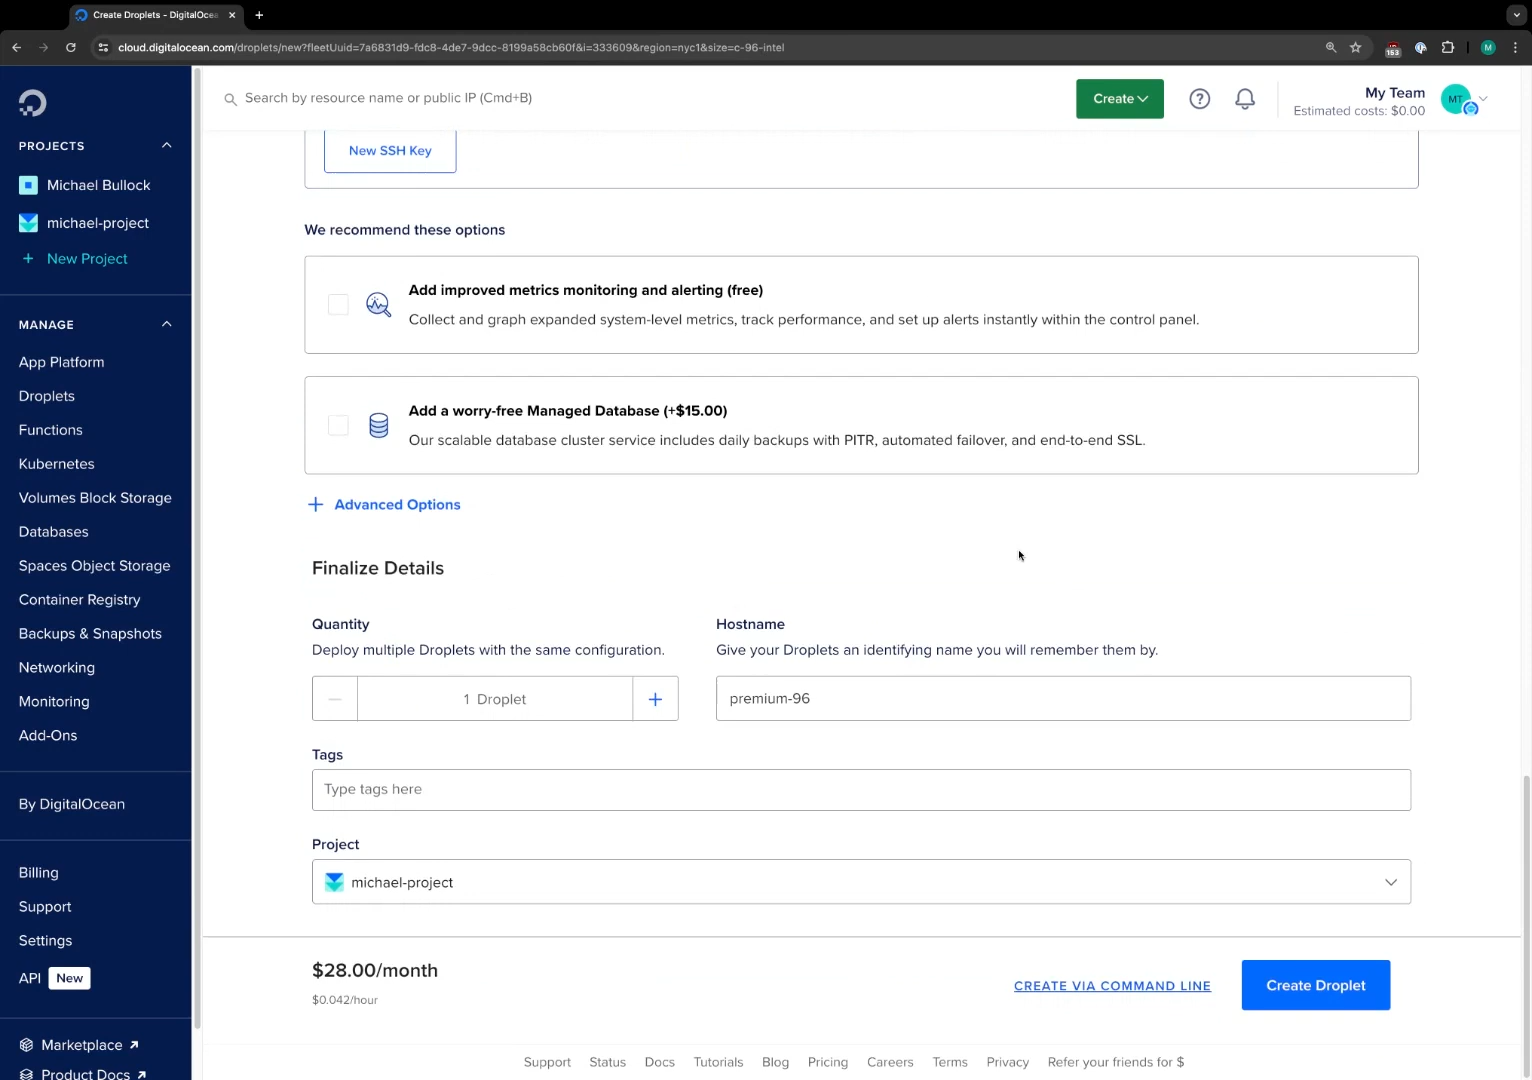 Create Droplets - DigitalOcea
cloud.digitalocean.com/droplets/new?fleetUuid=7a6831d9-fdc8-4de7-9dcc-8199a58cb60f&i=333609&region=nyc1&size=c-96-intel
153
M
Search by resource name or public IP (Cmd+B)
Create
My Team
Estimated costs: $0.00
MT
PROJECTS
Michael Bullock
michael-project
+ New Project
MANAGE
App Platform
Droplets
Functions
Kubernetes
Volumes Block Storage
Databases
Spaces Object Storage
Container Registry
Backups & Snapshots
Networking
Monitoring
Add-Ons
By DigitalOcean
Billing
Support
Settings
API New
Marketplace ↗
Product Docs ↗
New SSH Key
We recommend these options
Add improved metrics monitoring and alerting (free)
Collect and graph expanded system-level metrics, track performance, and set up alerts instantly within the control panel.
Add a worry-free Managed Database (+$15.00)
Our scalable database cluster service includes daily backups with PITR, automated failover, and end-to-end SSL.
+ Advanced Options
Finalize Details
Quantity
Deploy multiple Droplets with the same configuration.
1 Droplet
Hostname
Give your Droplets an identifying name you will remember them by.
premium-96
Tags
Type tags here
Project
michael-project
$28.00/month
$0.042/hour
CREATE VIA COMMAND LINE
Create Droplet
Support Status Docs Tutorials Blog Pricing Careers Terms Privacy Refer your friends for $